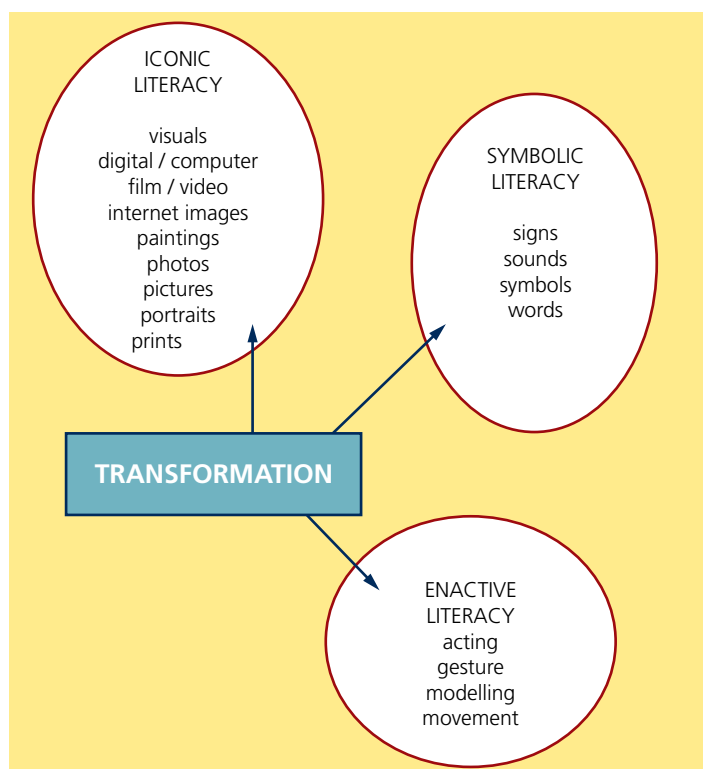 ICONIC
LITERACY
visuals
digital / computer
film / video
internet images
paintings
photos
pictures
portraits
prints
SYMBOLIC
LITERACY
signs
sounds
symbols
words
TRANSFORMATION
ENACTIVE
LITERACY
acting
gesture
modelling
movement